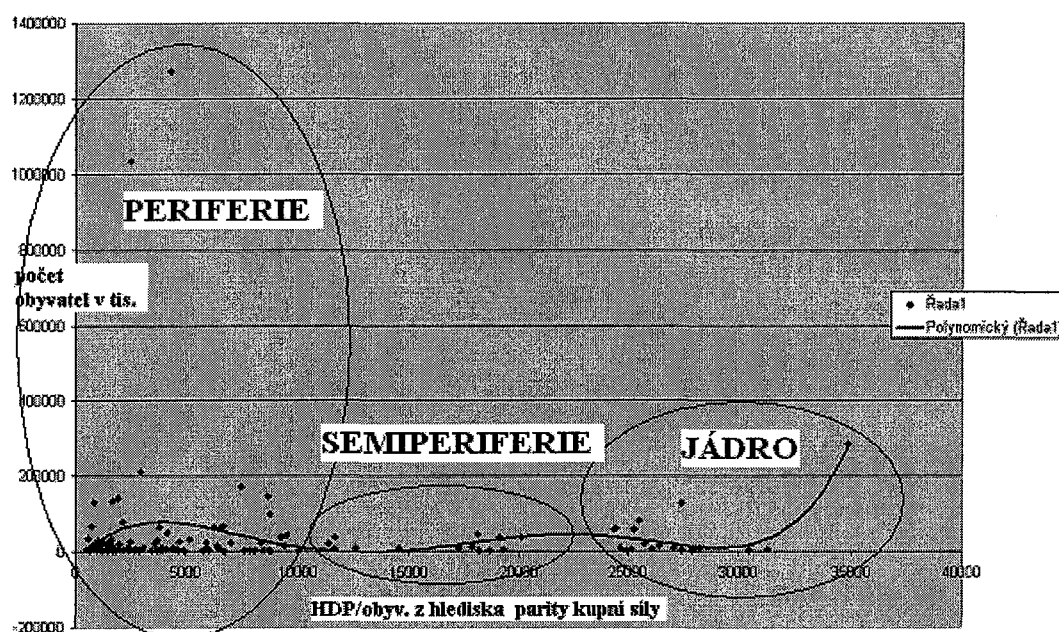 1400000
1200000
1000000
PERIFERIE
800000
počet
obyvatel v tis.
600000
Řada1
Polynomický (Řada1)
400000
SEMIPERIFERIE
JÁDRO
200000
0
0 5000 10000 15000 20000 25000 30000 35000 40000
HDP/obyv. z hlediska parity kupní síly
-200000